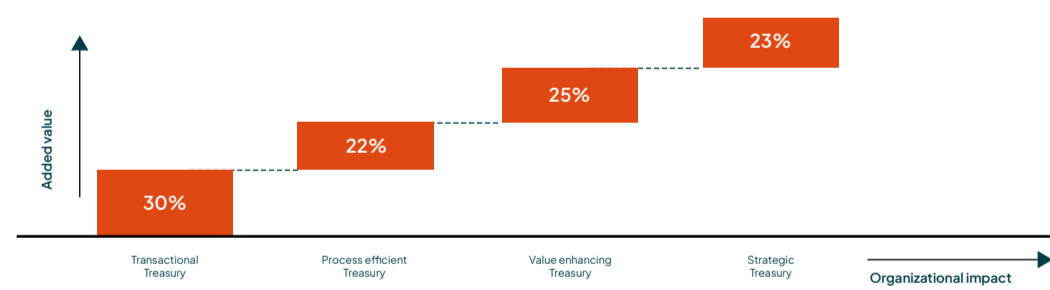 23%
25%
22%
30%
Added value
Transactional
Treasury
Process efficient
Treasury
Value enhancing
Treasury
Strategic
Treasury
Organizational impact